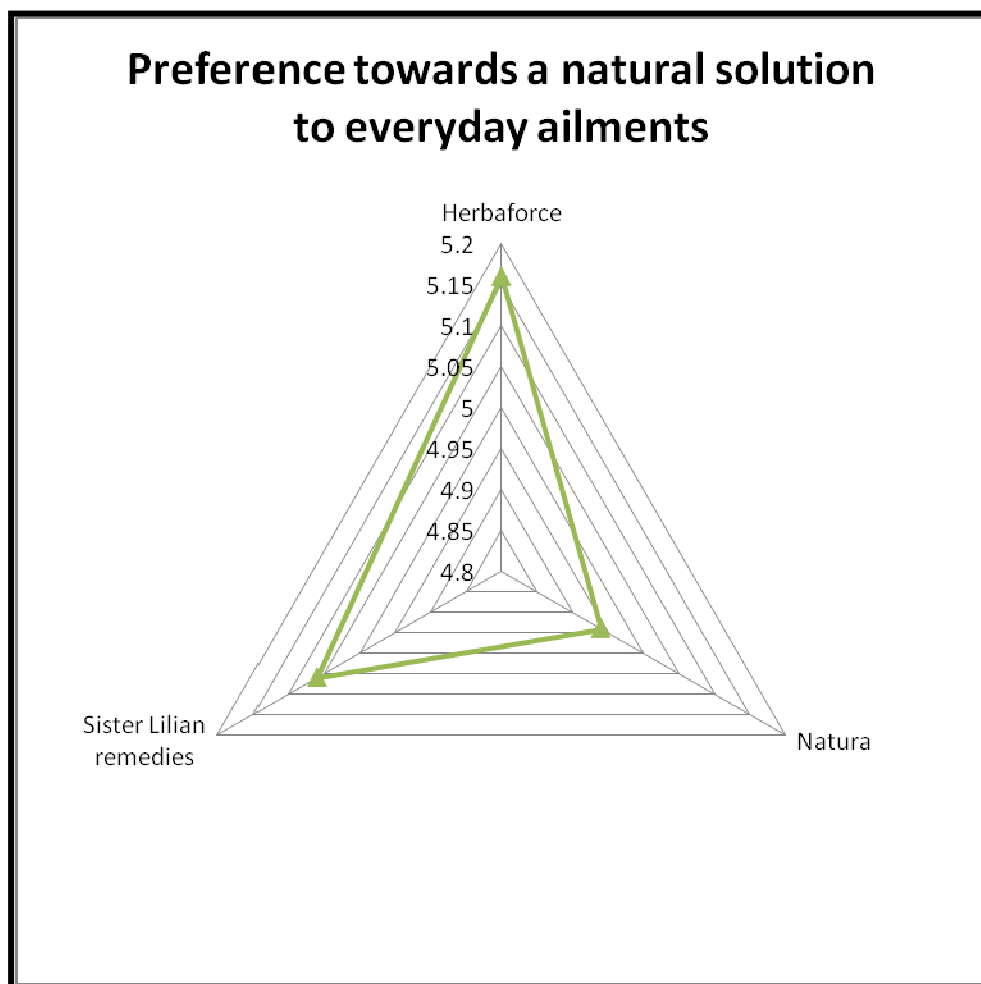 Preference towards a natural solution
to everyday ailments
Herbaforce
5.2
5.15
5.1
5.05
5
4.95
4.9
4.85
4.8
Sister Lilian
remedies
Natura